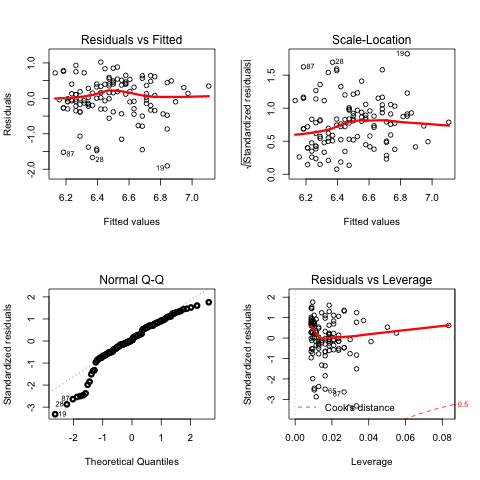 Residuals vs Fitted
Residuals
1.0
0.0
-1.0
-2.0
87
28
19
6.2 6.4 6.6 6.8 7.0
Fitted values
Scale-Location
√|Standardized residuals|
1.5
1.0
0.5
0.0
19
28
87
6.2 6.4 6.6 6.8 7.0
Fitted values
Normal Q-Q
Standardized residuals
2
1
0
-1
-2
-3
87
28
19
-2 -1 0 1 2
Theoretical Quantiles
Residuals vs Leverage
Standardized residuals
2
1
0
-1
-2
-3
87
Cook's distance
0.5
0.00 0.02 0.04 0.06 0.08
Leverage